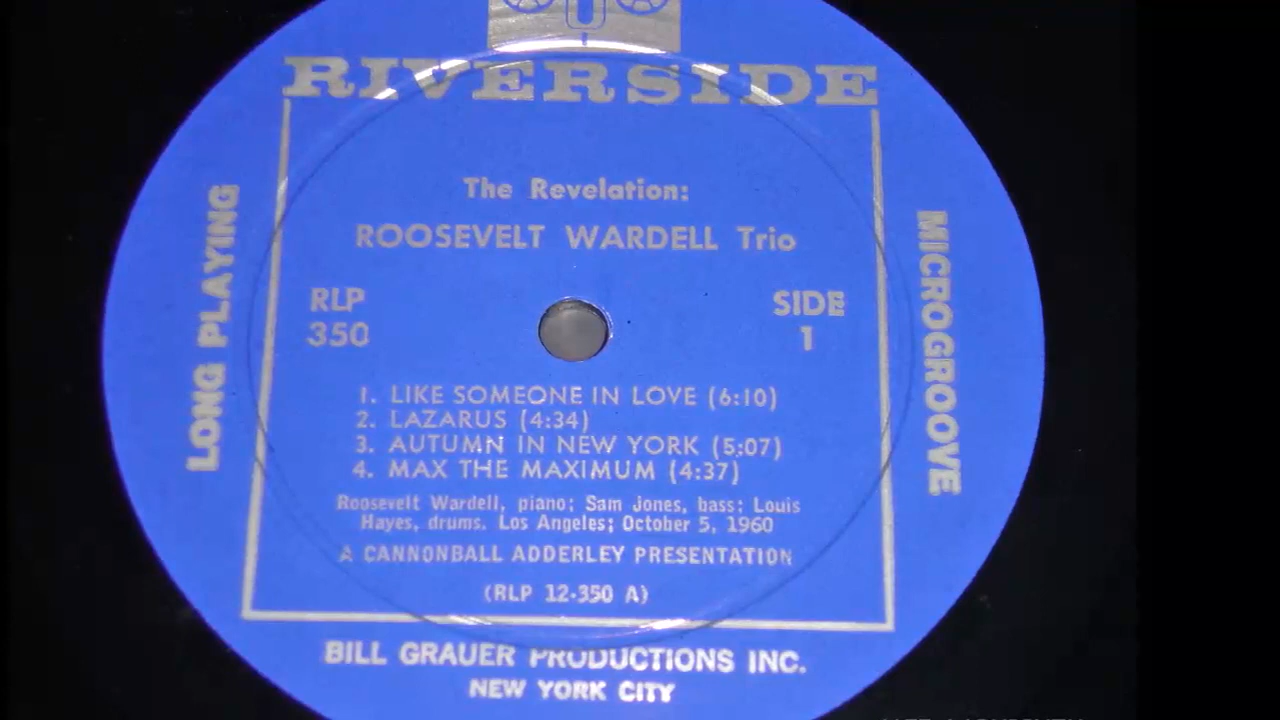 RIVERSIDE
The Revelation:
ROOSEVELT WARDELL Trio
RLP
350
SIDE
1
LONG PLAYING
MICROGROOVE
1. LIKE SOMEONE IN LOVE (6:10)
2. LAZARUS (4:34)
3. AUTUMN IN NEW YORK (5:07)
4. MAX THE MAXIMUM (4:37)
Roosevelt Wardell, piano; Sam Jones, bass; Louis
Hayes, drums. Los Angeles; October 5, 1960
A CANNONBALL ADDERLEY PRESENTATION
(RLP 12-350 A)
BILL GRAUER PRODUCTIONS INC.
NEW YORK CITY